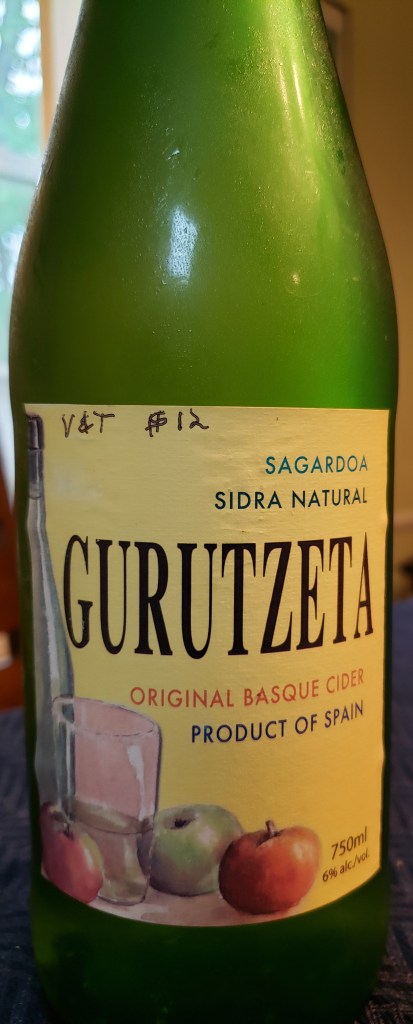 V&T $12
SAGARDOA
SIDRA NATURAL
GURUTZETA
ORIGINAL BASQUE CIDER
PRODUCT OF SPAIN
750ml
6% alc./vol.